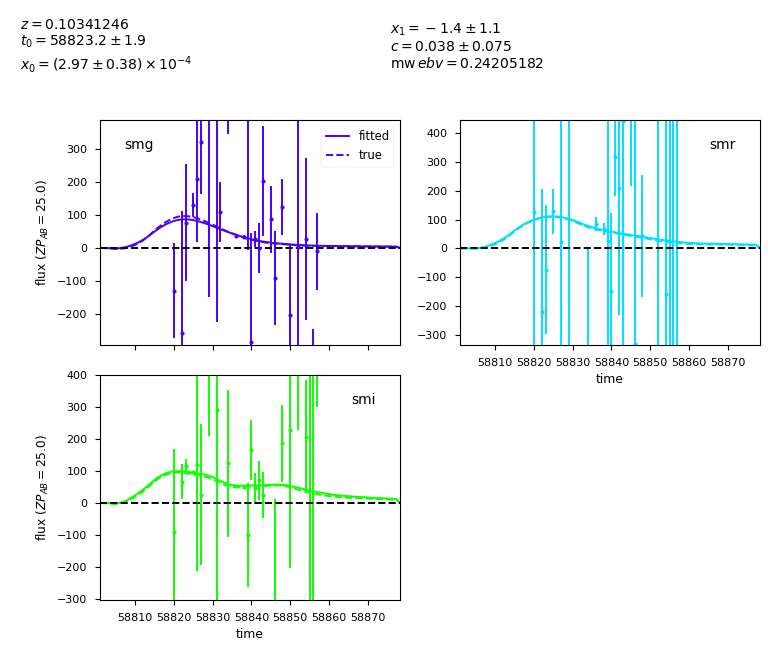 z = 0.10341246
t₀ = 58823.2 ± 1.9
x₀ = (2.97 ± 0.38) × 10⁻⁴
x₁ = −1.4 ± 1.1
c = 0.038 ± 0.075
mw ebv = 0.24205182
smg
fitted
true
300
200
100
0
−100
−200
flux (ZP_AB = 25.0)
smr
400
300
200
100
0
−100
−200
−300
58810 58820 58830 58840 58850 58860 58870
time
smi
400
300
200
100
0
−100
−200
−300
flux (ZP_AB = 25.0)
58810 58820 58830 58840 58850 58860 58870
time